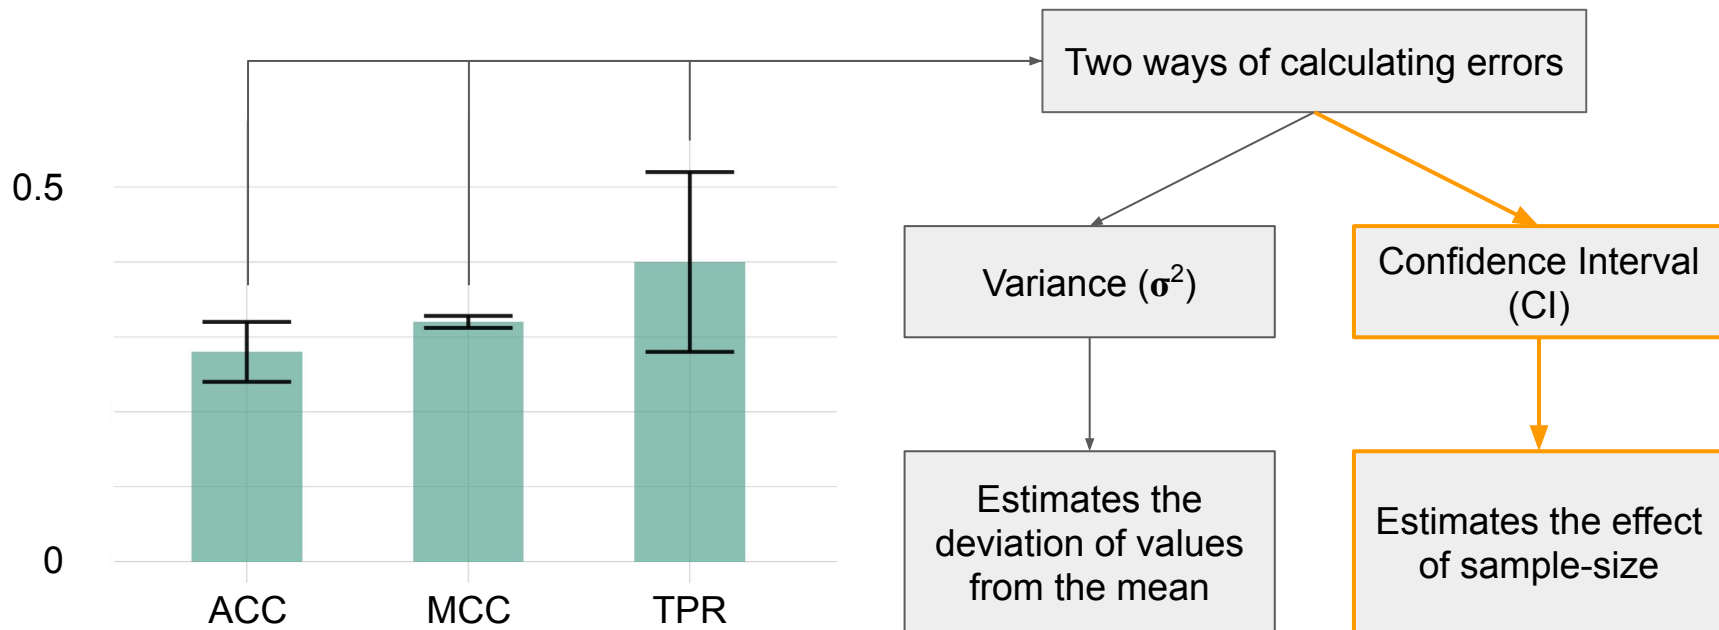 Two ways of calculating errors
0.5
0
ACC
MCC
TPR
Variance (σ²)
Confidence Interval
(CI)
Estimates the
deviation of values
from the mean
Estimates the effect
of sample-size